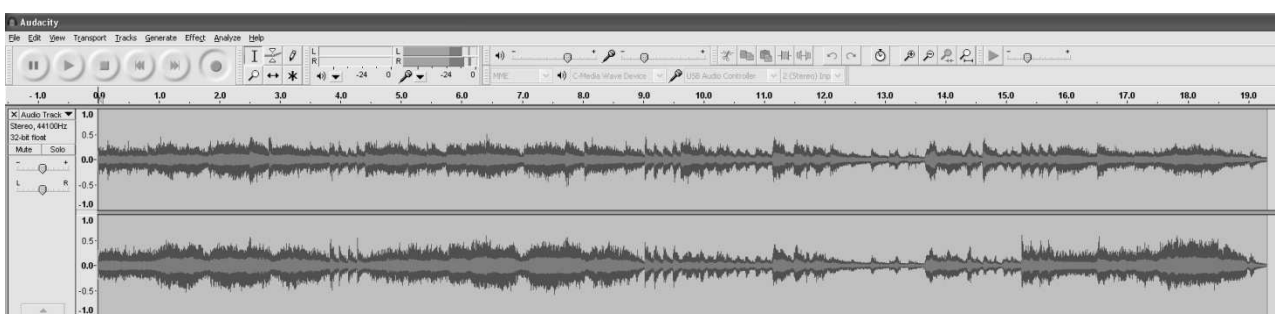 Audacity
File Edit View Transport Tracks Generate Effect Analyze Help
L R -24 0 L R -24 0
MME C-Media Wave Device USB Audio Controller 2 (Stereo) Inp
- 1.0 0.0 1.0 2.0 3.0 4.0 5.0 6.0 7.0 8.0 9.0 10.0 11.0 12.0 13.0 14.0 15.0 16.0 17.0 18.0 19.0
X Audio Track
Stereo, 44100Hz
32-bit float
Mute Solo
- +
L R
1.0
0.5
0.0
-0.5
-1.0
1.0
0.5
0.0
-0.5
-1.0